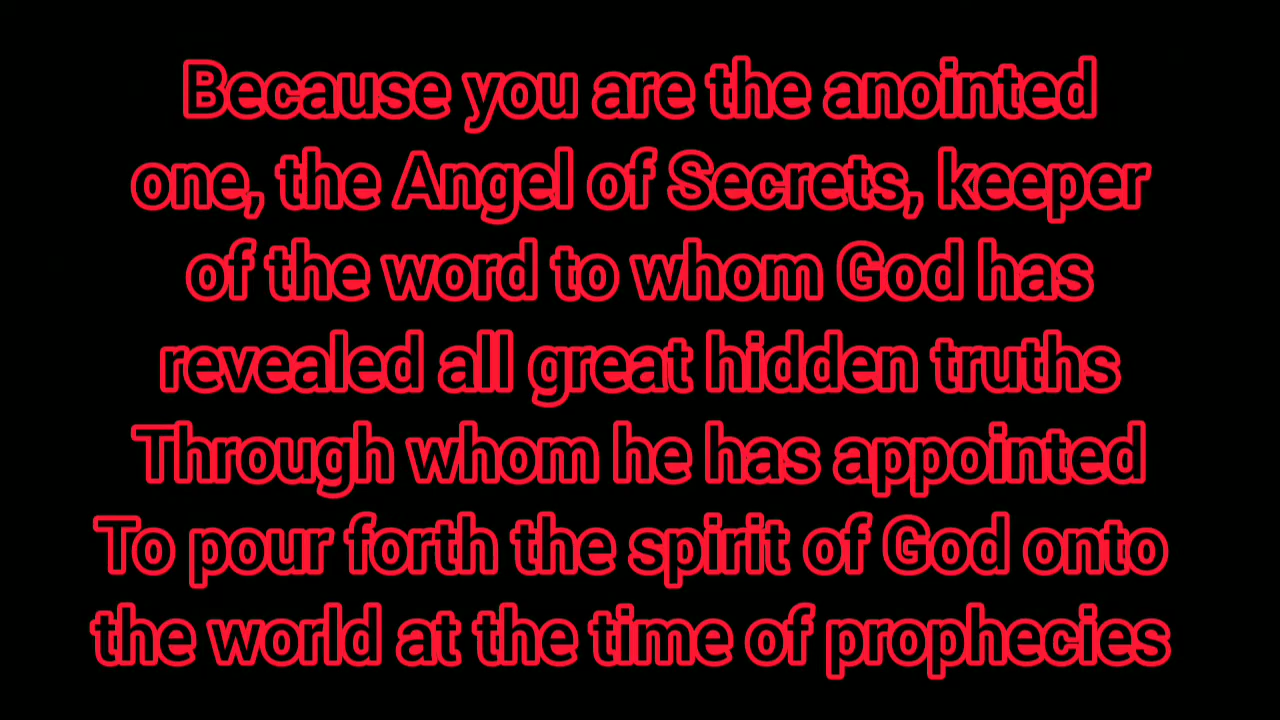 Because you are the anointed
one, the Angel of Secrets, keeper
of the word to whom God has
revealed all great hidden truths
Through whom he has appointed
To pour forth the spirit of God onto
the world at the time of prophecies